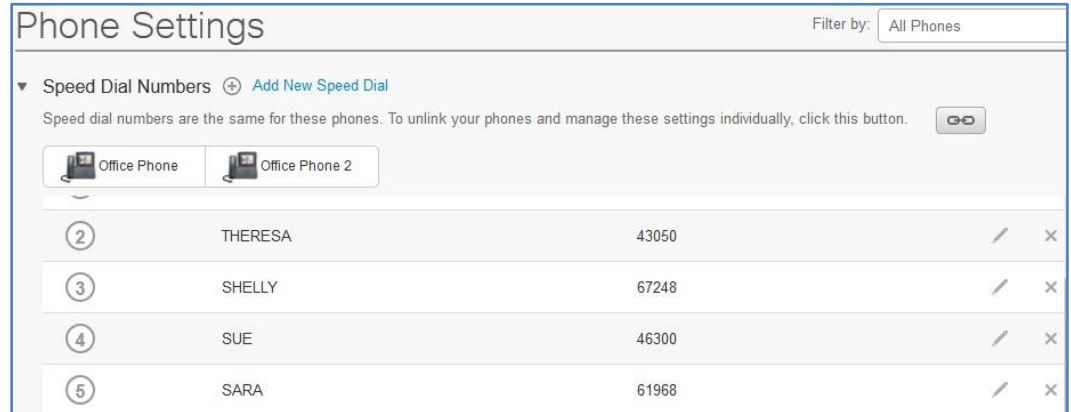 Phone Settings Filter by: All Phones
Speed Dial Numbers Add New Speed Dial
Speed dial numbers are the same for these phones. To unlink your phones and manage these settings individually, click this button.
Office Phone Office Phone 2
2 THERESA 43050
3 SHELLY 67248
4 SUE 46300
5 SARA 61968